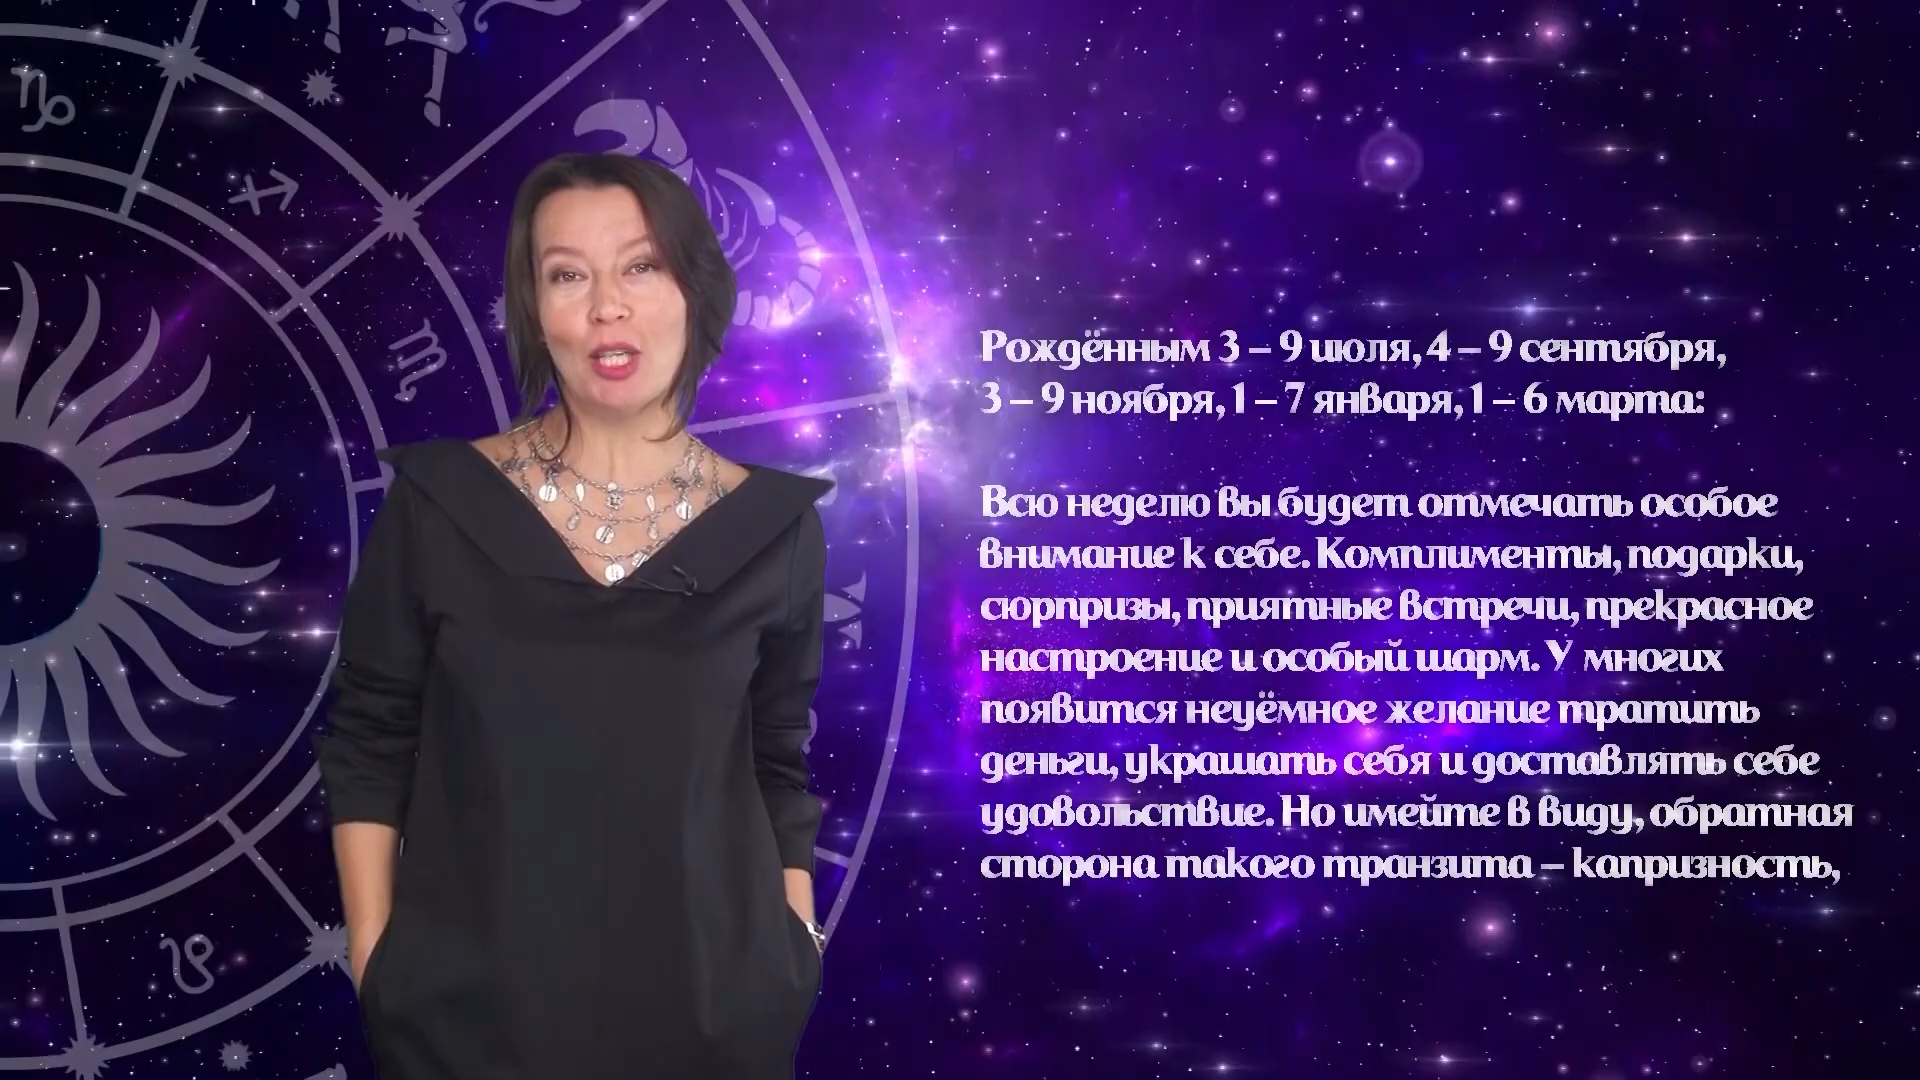 Рождённым 3 – 9 июля, 4 – 9 сентября,
3 – 9 ноября, 1 – 7 января, 1 – 6 марта:
Всю неделю вы будет отмечать особое
внимание к себе. Комплименты, подарки,
сюрпризы, приятные встречи, прекрасное
настроение и особый шарм. У многих
появится неуёмное желание тратить
деньги, украшать себя и доставлять себе
удовольствие. Но имейте в виду, обратная
сторона такого транзита – капризность,